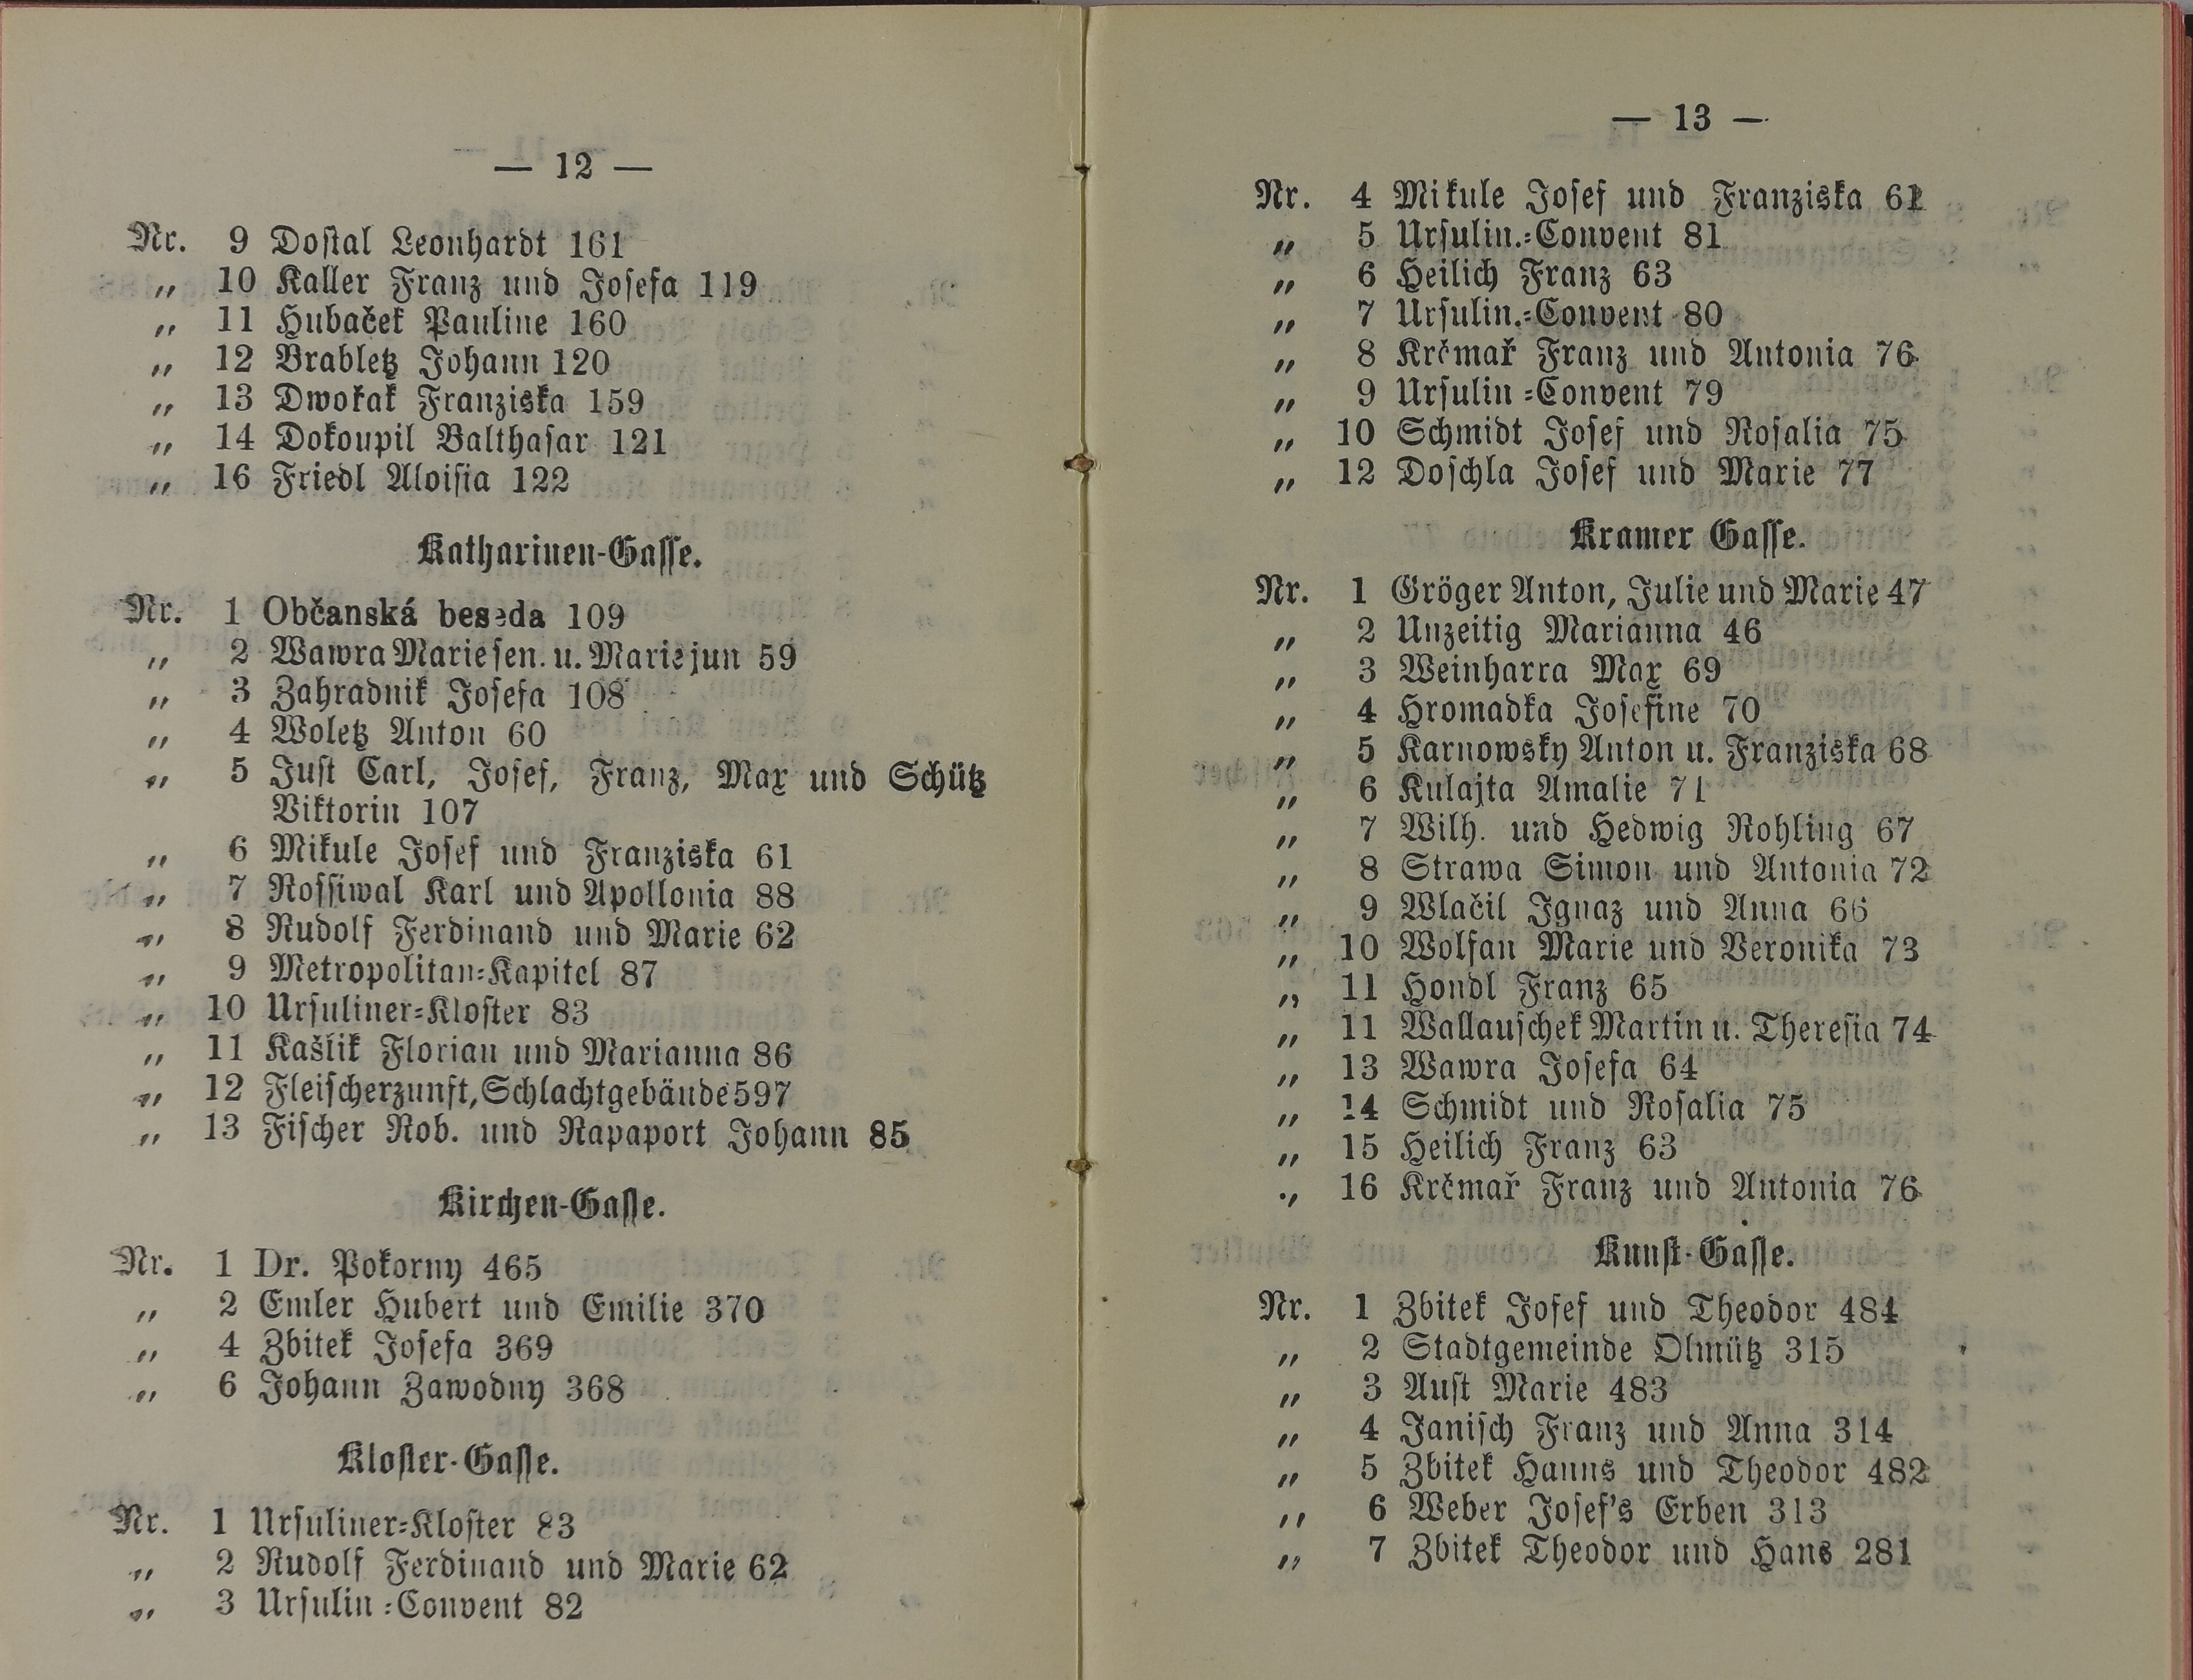 — 12 —
Nr. 9 Dostal Leonhardt 161
„ 10 Kaller Franz und Josefa 119
„ 11 Hubaček Pauline 160
„ 12 Brabletz Johann 120
„ 13 Dwořak Franziska 159
„ 14 Dokoupil Balthasar 121
„ 16 Friedl Aloisia 122
Katharinen-Gasse.
Nr. 1 Občanská beseda 109
„ 2 Wawra Marie sen. u. Marie jun 59
„ 3 Zahradnik Josefa 108
„ 4 Woletz Anton 60
„ 5 Just Carl, Josef, Franz, Max und Schütz
Viktorin 107
„ 6 Mikule Josef und Franziska 61
„ 7 Rossiwal Karl und Apollonia 88
„ 8 Rudolf Ferdinand und Marie 62
„ 9 Metropolitan-Kapitel 87
„ 10 Ursuliner-Kloster 83
„ 11 Kašlik Florian und Marianna 86
„ 12 Fleischerzunft, Schlachtgebäude 597
„ 13 Fischer Rob. und Rapaport Johann 85
Kirchen-Gasse.
Nr. 1 Dr. Pokorny 465
„ 2 Emler Hubert und Emilie 370
„ 4 Zbitek Josefa 369
„ 6 Johann Zawodny 368
Kloster-Gasse.
Nr. 1 Ursuliner-Kloster 83
„ 2 Rudolf Ferdinand und Marie 62
„ 3 Ursulin-Convent 82
— 13 —
Nr. 4 Mikule Josef und Franziska 61
„ 5 Ursulin.-Convent 81
„ 6 Heilich Franz 63
„ 7 Ursulin.-Convent 80
„ 8 Krčmař Franz und Antonia 76
„ 9 Ursulin-Convent 79
„ 10 Schmidt Josef und Rosalia 75
„ 12 Doschla Josef und Marie 77
Kramer Gasse.
Nr. 1 Gröger Anton, Julie und Marie 47
„ 2 Unzeitig Marianna 46
„ 3 Weinharra Max 69
„ 4 Hromadka Josefine 70
„ 5 Karnowsky Anton u. Franziska 68
„ 6 Kulajta Amalie 71
„ 7 Wilh. und Hedwig Rohling 67
„ 8 Strawa Simon und Antonia 72
„ 9 Wlačil Ignaz und Anna 66
„ 10 Wolfan Marie und Veronika 73
„ 11 Hondl Franz 65
„ 11 Wallauschek Martin u. Theresia 74
„ 13 Wawra Josefa 64
„ 14 Schmidt und Rosalia 75
„ 15 Heilich Franz 63
„ 16 Krčmař Franz und Antonia 76
Kunst-Gasse.
Nr. 1 Zbitek Josef und Theodor 484
„ 2 Stadtgemeinde Olmütz 315
„ 3 Aust Marie 483
„ 4 Janisch Franz und Anna 314
„ 5 Zbitek Hanns und Theodor 482
„ 6 Weber Josef's Erben 313
„ 7 Zbitek Theodor und Hans 281